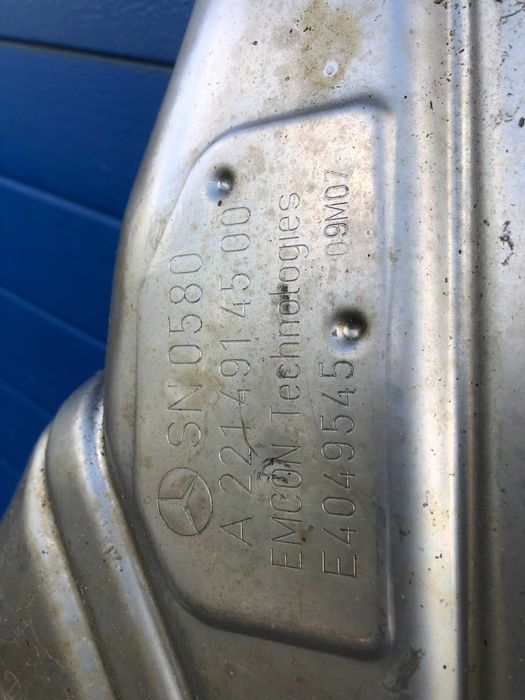 SN 0580
A 221 491 45 00
EMCON Technologies
E4049545 09M07